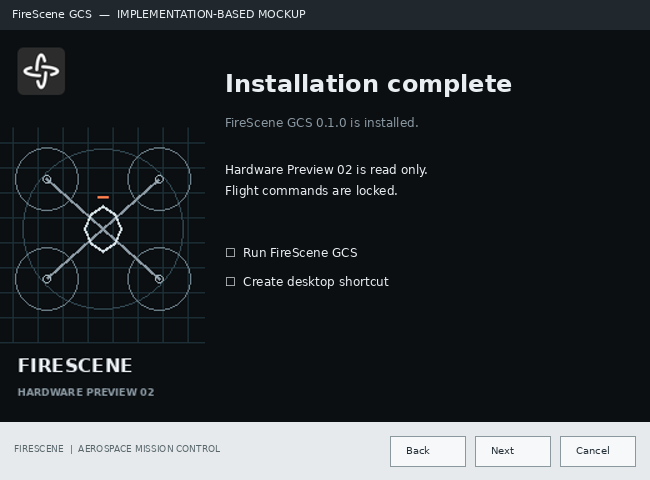 FireScene GCS — IMPLEMENTATION-BASED MOCKUP
Installation complete
FireScene GCS 0.1.0 is installed.
Hardware Preview 02 is read only.
Flight commands are locked.
☐ Run FireScene GCS
☐ Create desktop shortcut
FIRESCENE
HARDWARE PREVIEW 02
FIRESCENE | AEROSPACE MISSION CONTROL
Back
Next
Cancel